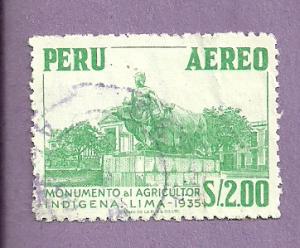 PERU AEREO
MONUMENTO al AGRICULTOR
INDIGENA: LIMA - 1935
S/.2.00